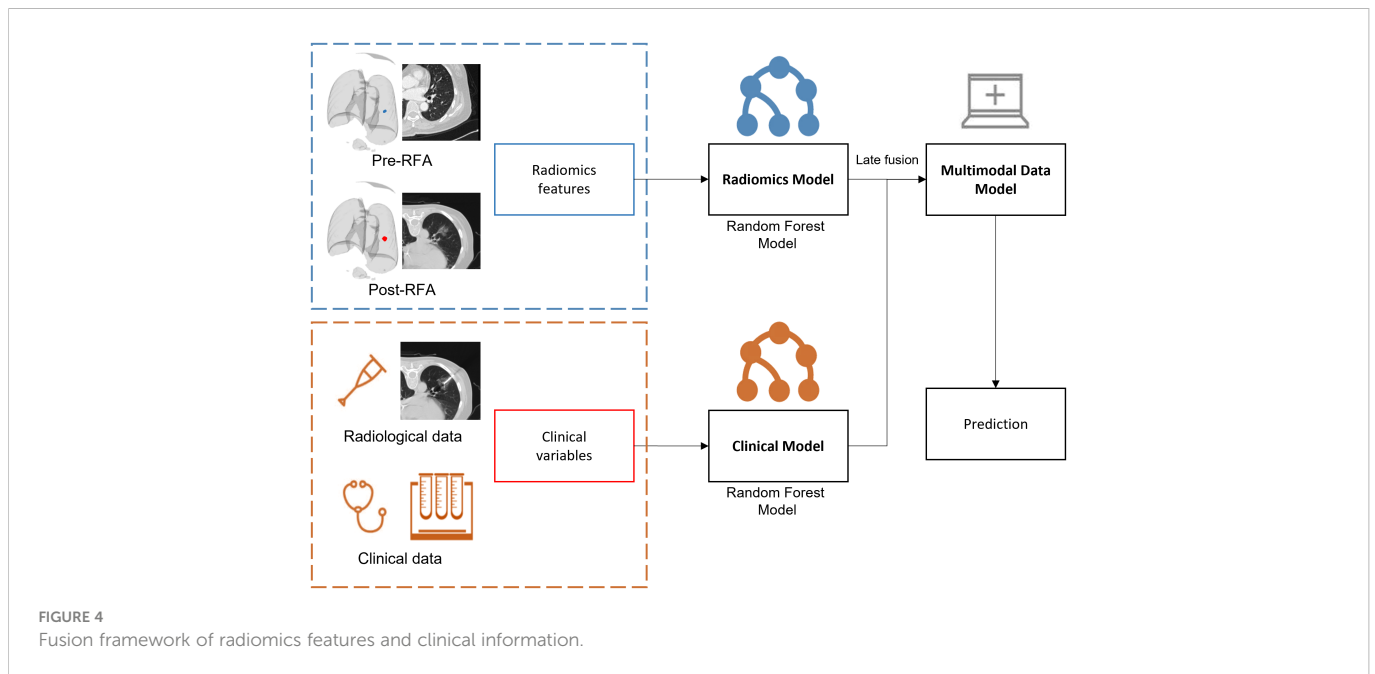 Pre-RFA
Post-RFA
Radiomics
features
Radiomics Model
Random Forest
Model
Late fusion
Multimodal Data
Model
Radiological data
Clinical data
Clinical
variables
Clinical Model
Random Forest
Model
Prediction
FIGURE 4
Fusion framework of radiomics features and clinical information.